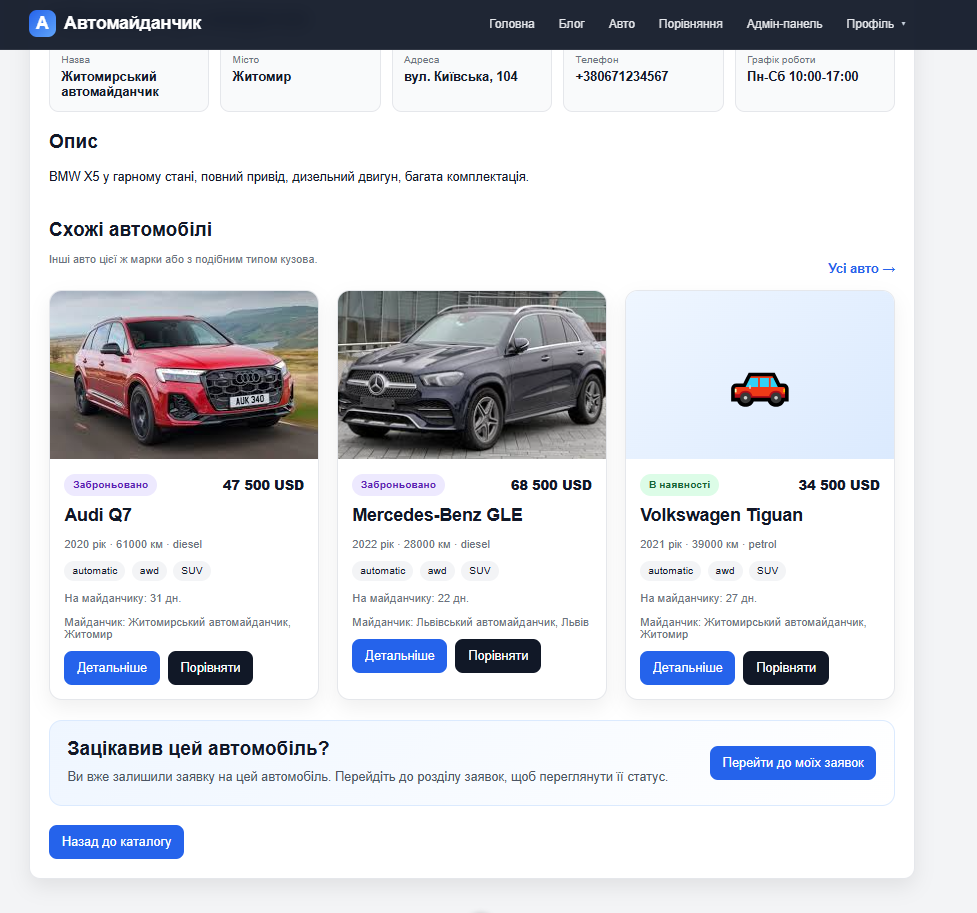 A Автомайданчик
Головна Блог Авто Порівняння Адмін-панель Профіль
Назва
Житомирський
автомайданчик
Місто
Житомир
Адреса
вул. Київська, 104
Телефон
+380671234567
Графік роботи
Пн-Сб 10:00-17:00
Опис
BMW X5 у гарному стані, повний привід, дизельний двигун, багата комплектація.
Схожі автомобілі
Інші авто цієї ж марки або з подібним типом кузова.
Усі авто →
AUK 340
Заброньовано 47 500 USD
Audi Q7
2020 рік · 61000 км · diesel
automatic awd SUV
На майданчику: 31 дн.
Майданчик: Житомирський автомайданчик,
Житомир
Детальніше Порівняти
Заброньовано 68 500 USD
Mercedes-Benz GLE
2022 рік · 28000 км · diesel
automatic awd SUV
На майданчику: 22 дн.
Майданчик: Львівський автомайданчик, Львів
Детальніше Порівняти
В наявності 34 500 USD
Volkswagen Tiguan
2021 рік · 39000 км · petrol
automatic awd SUV
На майданчику: 27 дн.
Майданчик: Житомирський автомайданчик,
Житомир
Детальніше Порівняти
Зацікавив цей автомобіль?
Ви вже залишили заявку на цей автомобіль. Перейдіть до розділу заявок, щоб переглянути її статус.
Перейти до моїх заявок
Назад до каталогу